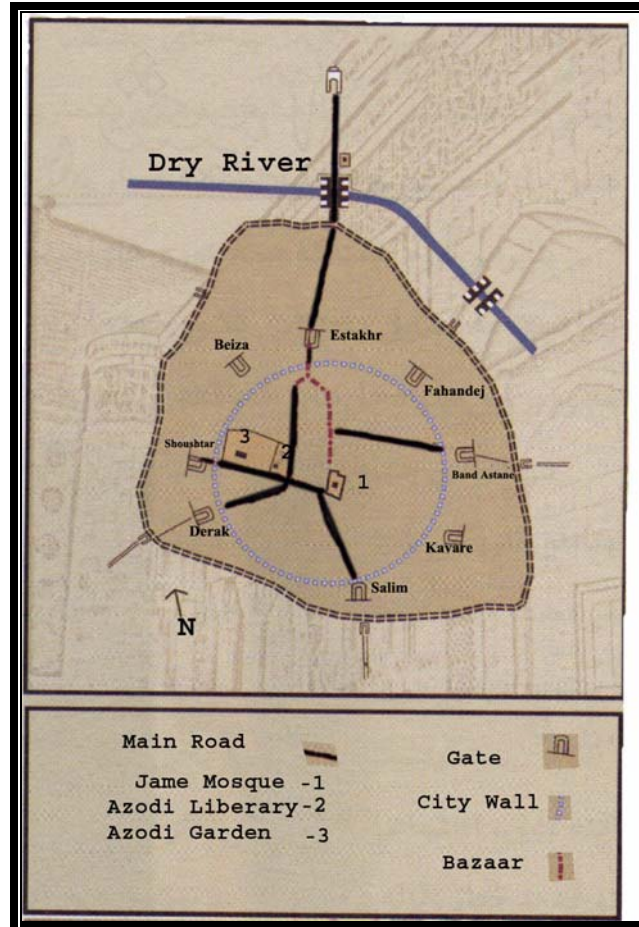 Dry River
Estakhr
Beiza
Fahandej
3
Shoushtar
2
Band Astane
1
Derak
Kavare
Salim
N
Main Road
Jame Mosque -1
Azodi Liberary-2
Azodi Garden -3
Gate
City Wall
Bazaar